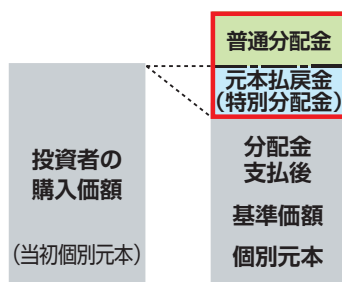 普通分配金
元本払戻金
(特別分配金)
投資者の
購入価額
(当初個別元本)
分配金
支払後
基準価額
個別元本